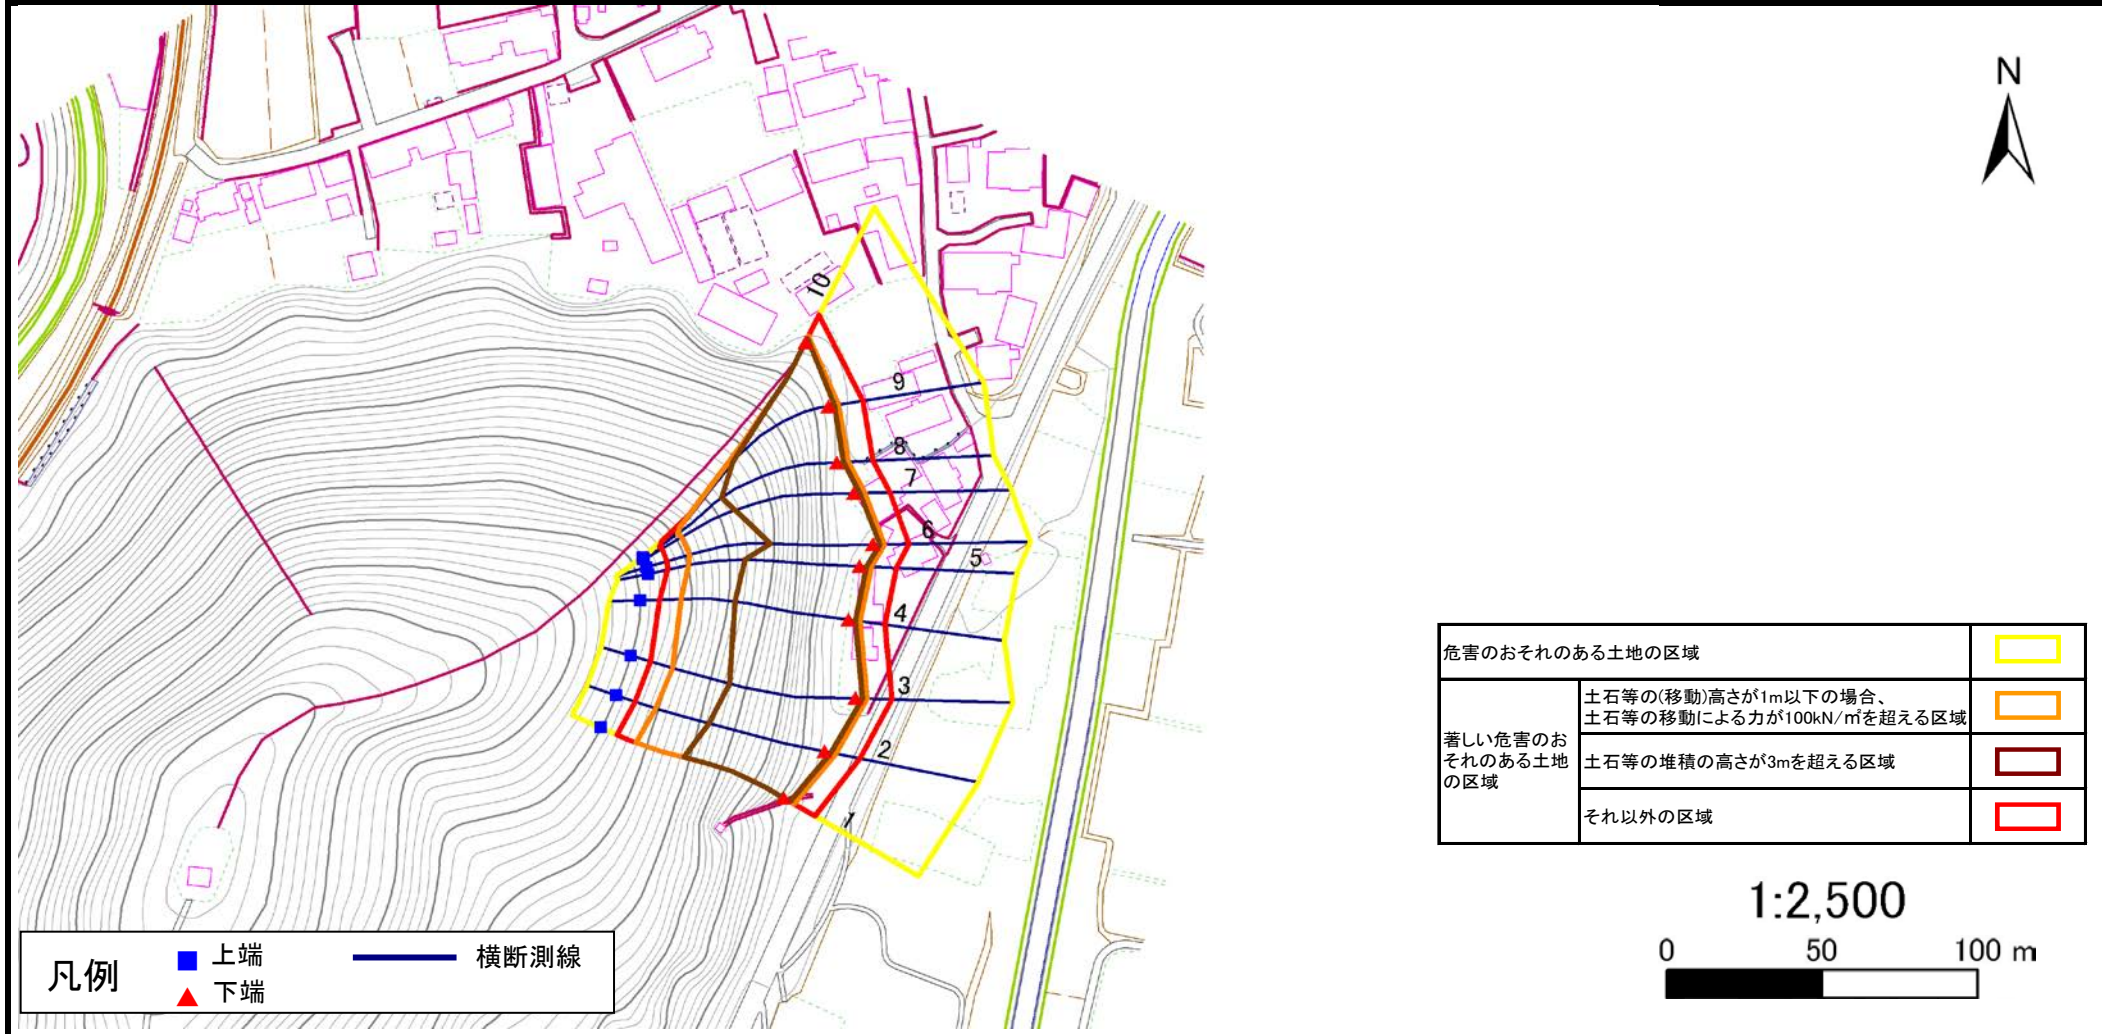 N
10
9
8
7
6
5
4
3
2
1
危害のおそれのある土地の区域
著しい危害のお
それのある土地
の区域
土石等の(移動)高さが1m以下の場合、
土石等の移動による力が100kN/㎡を超える区域
土石等の堆積の高さが3mを超える区域
それ以外の区域
1:2,500
0 50 100 m
凡例
上端
下端
横断測線